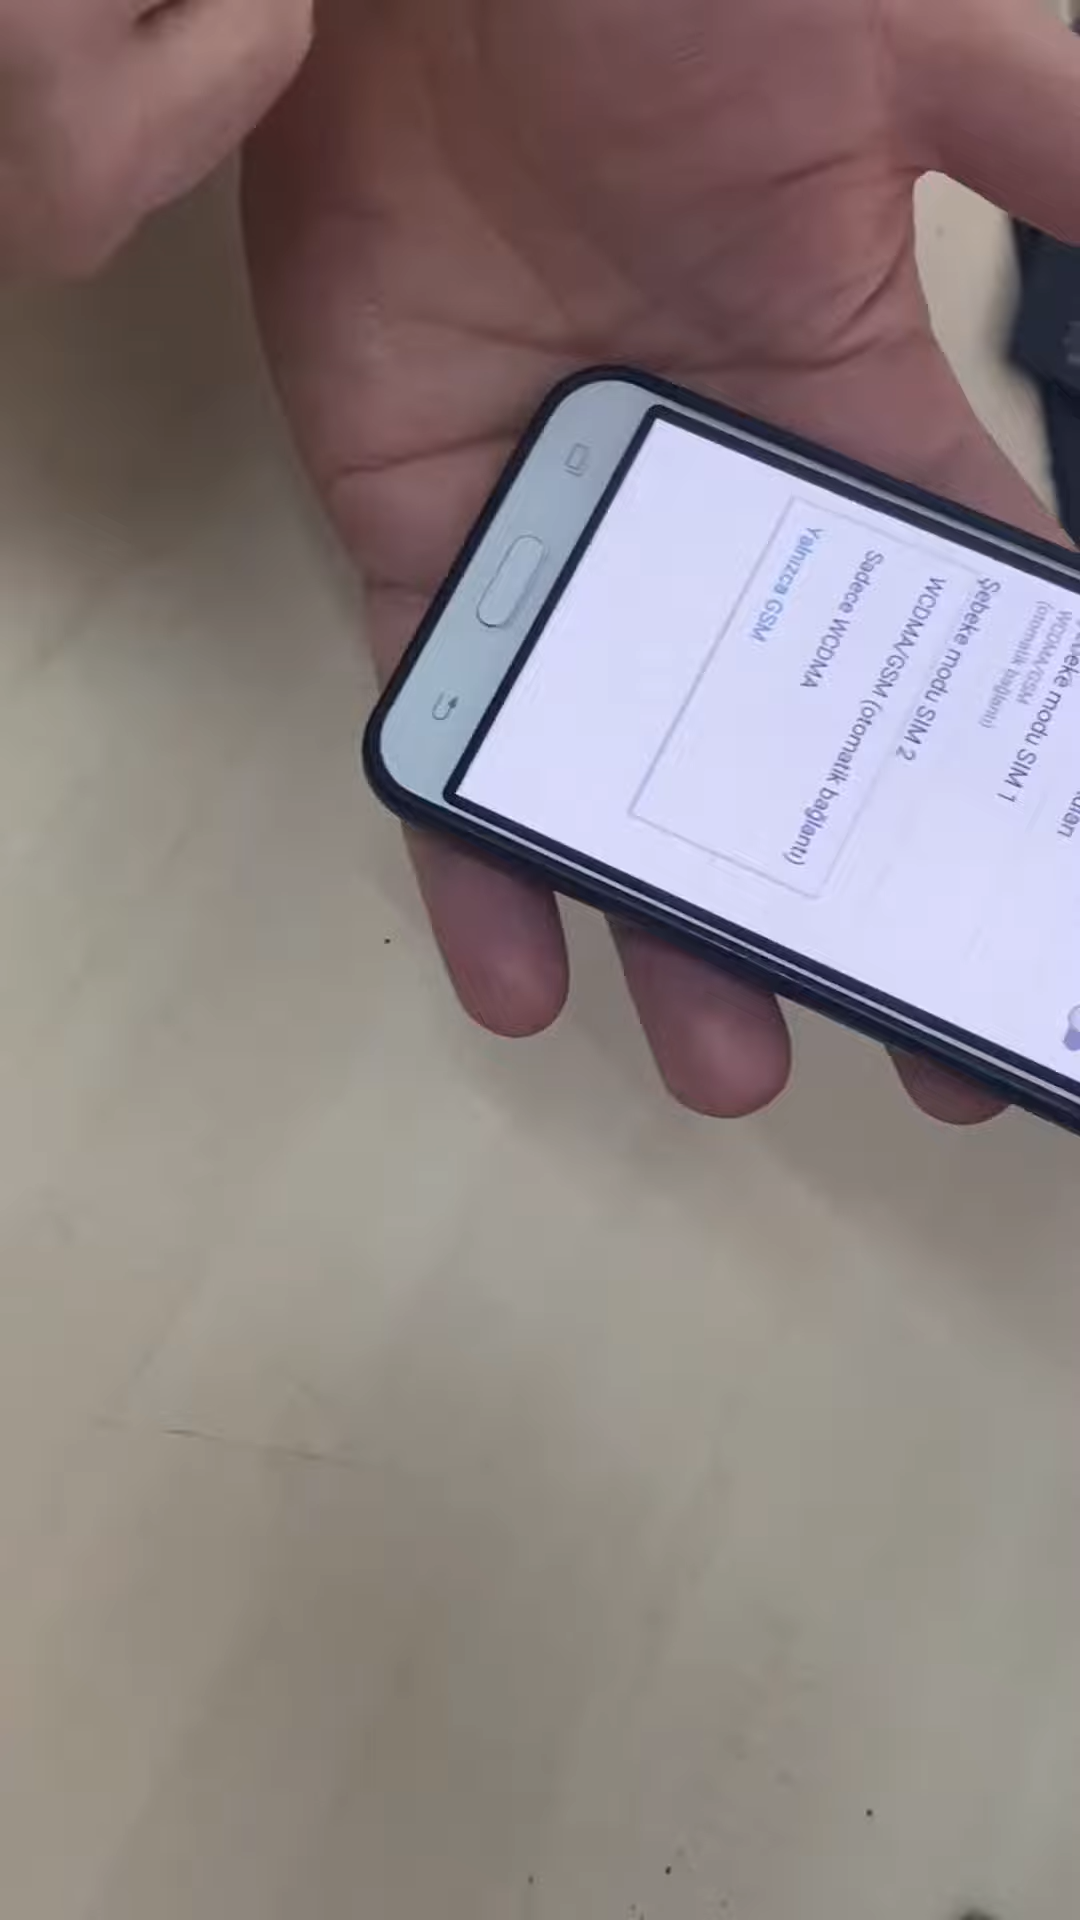 Şebeke modu SIM 1
WCDMA/GSM
(otomatik bağlantı)
Şebeke modu SIM 2
WCDMA/GSM (otomatik bağlantı)
Sadece WCDMA
Yalnızca GSM